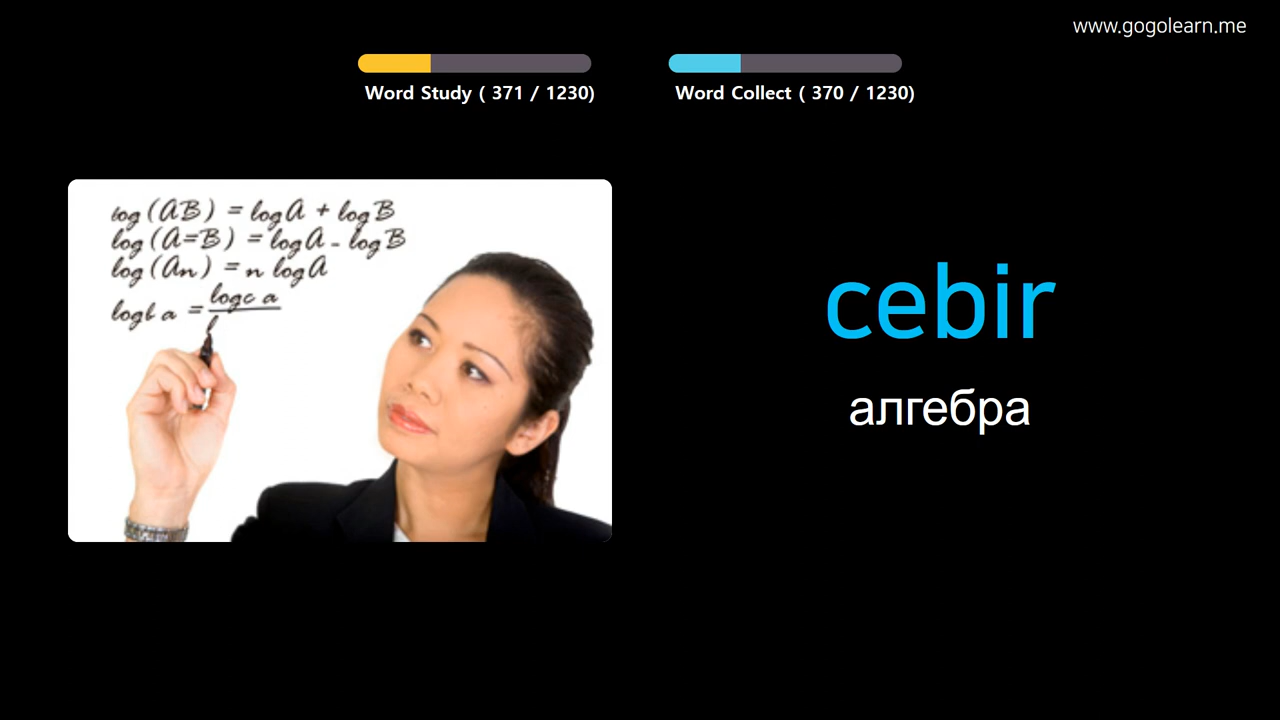 www.gogolearn.me
Word Study ( 371 / 1230)
Word Collect ( 370 / 1230)
log (AB) = log A + log B
log (A=B) = log A - log B
log (An) = n log A
logb a = logc a
cebir
алгебра